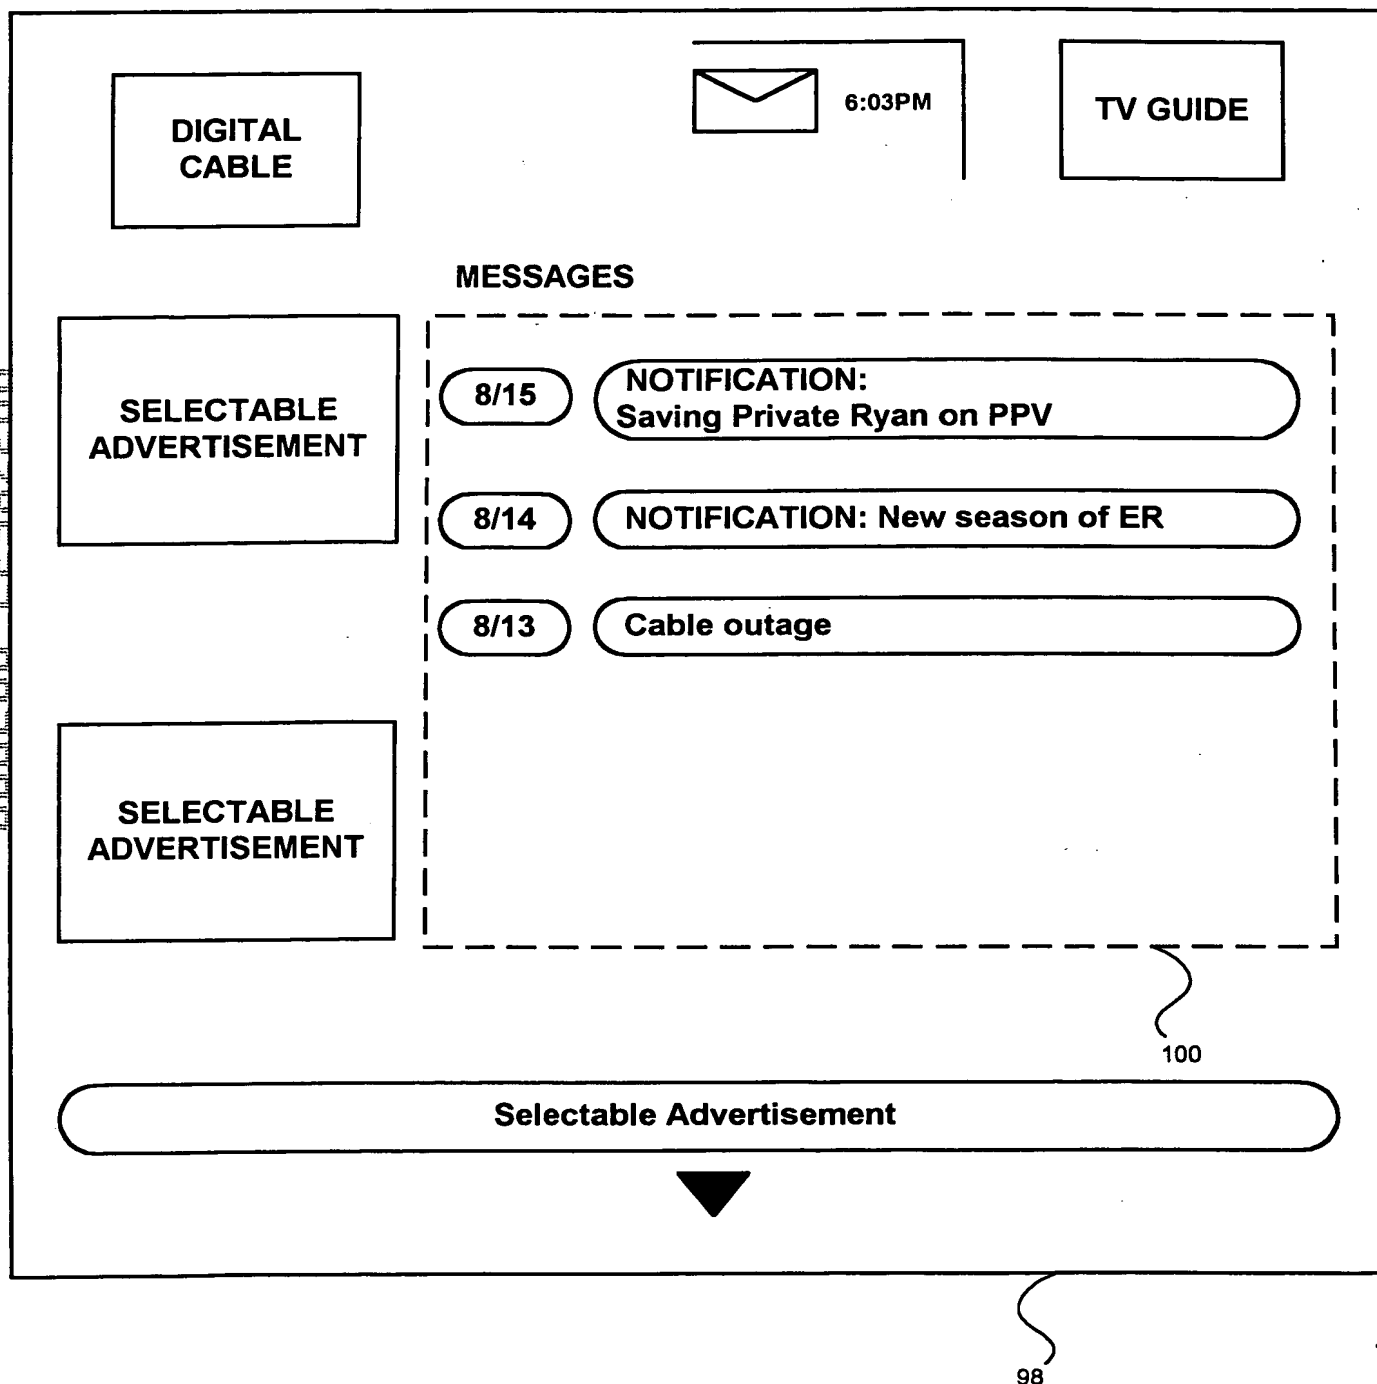 DIGITAL
CABLE
6:03PM
TV GUIDE
MESSAGES
SELECTABLE
ADVERTISEMENT
8/15
NOTIFICATION:
Saving Private Ryan on PPV
8/14
NOTIFICATION: New season of ER
8/13
Cable outage
SELECTABLE
ADVERTISEMENT
100
Selectable Advertisement
98